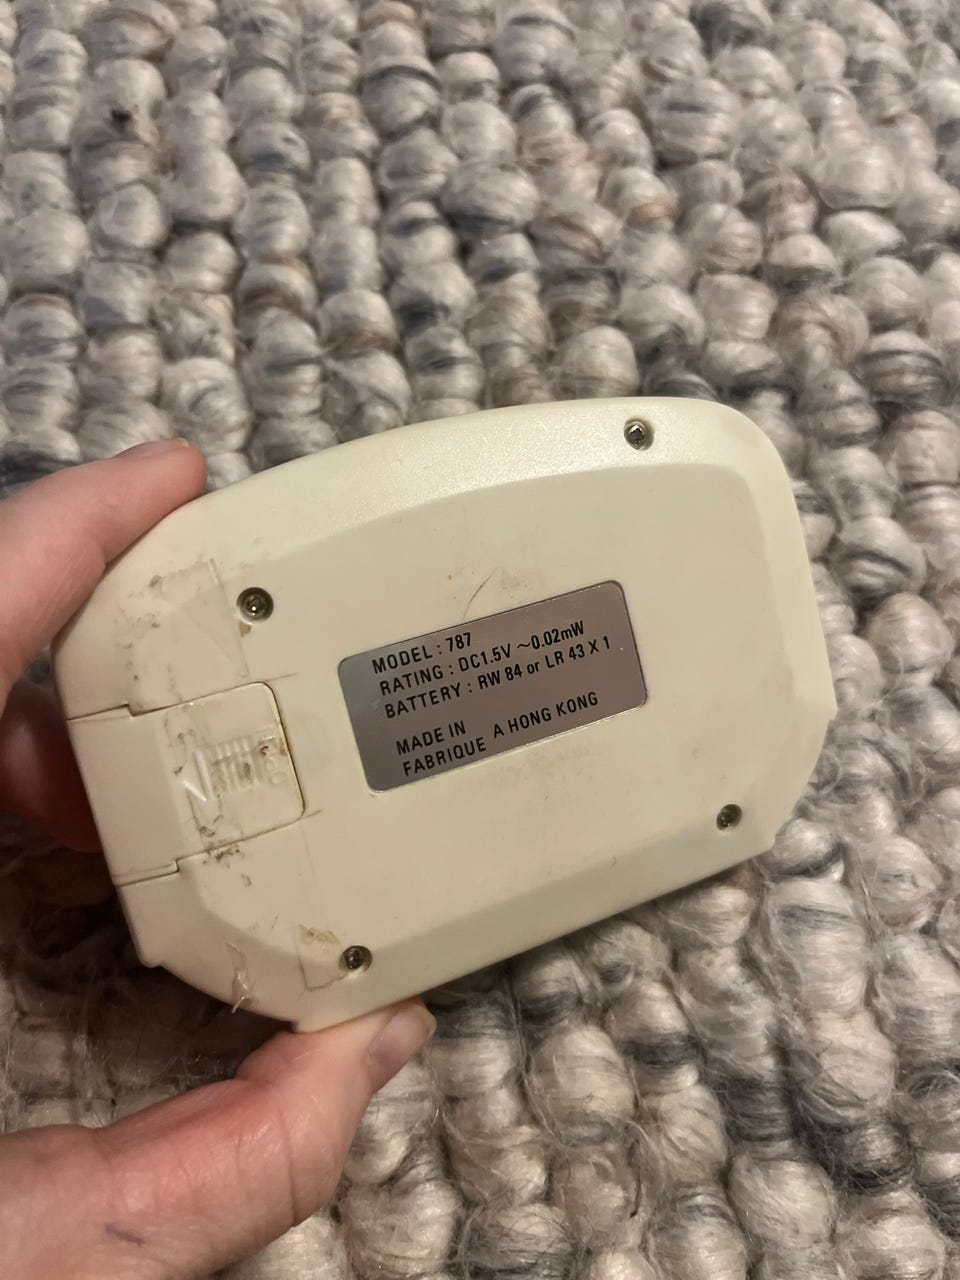 MODEL : 787
RATING : DC1.5V ~0.02mW
BATTERY : RW 84 or LR 43 X 1
MADE IN
FABRIQUE A HONG KONG